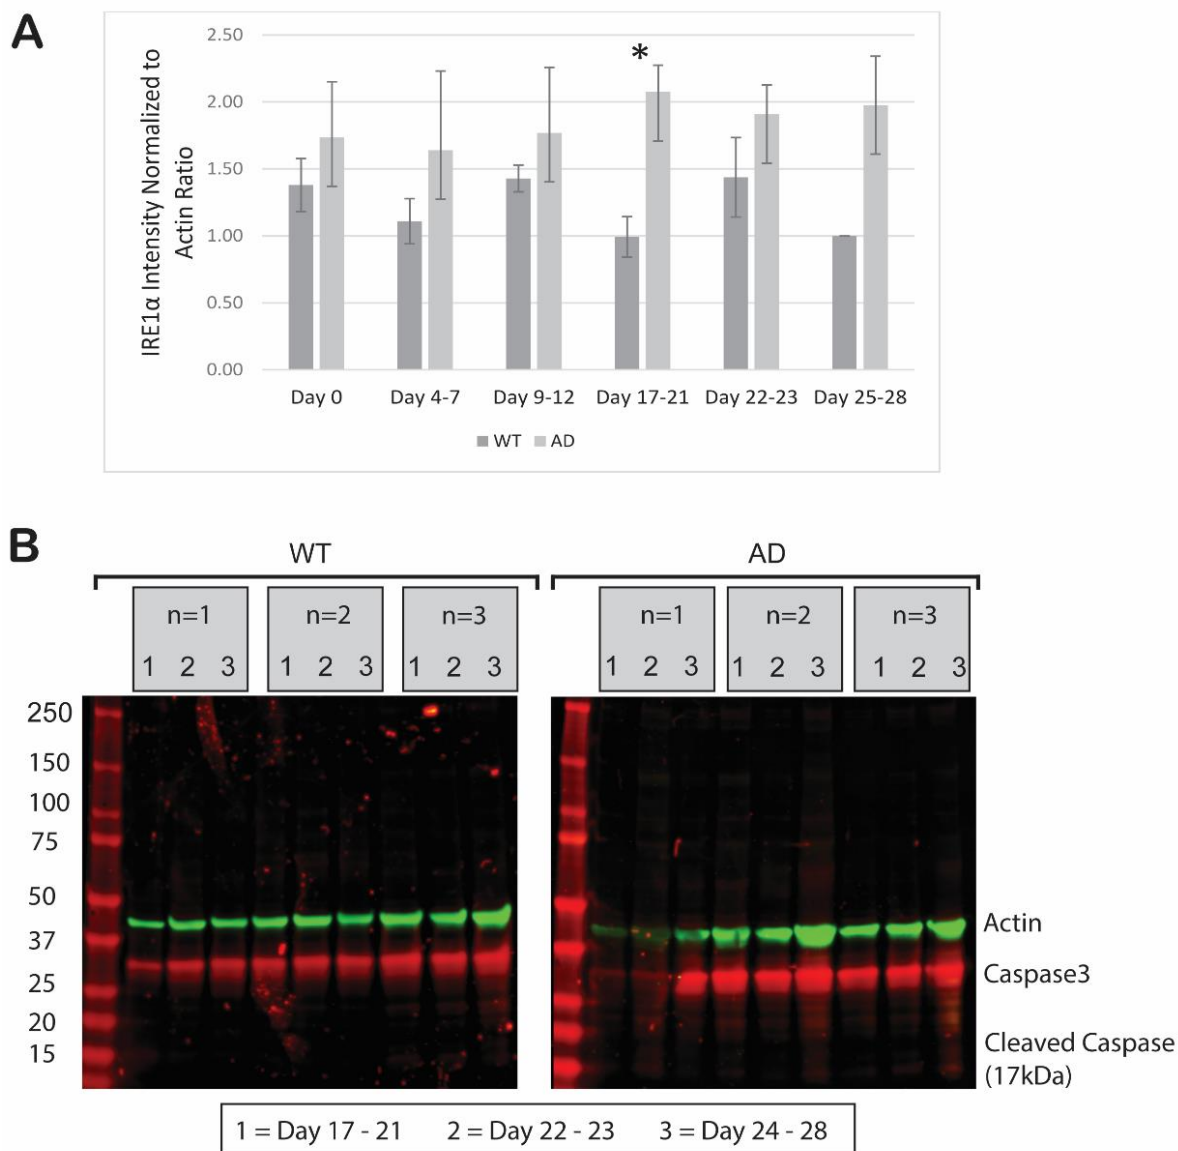 A
IRE1α Intensity Normalized to
Actin Ratio
2.50
2.00
1.50
1.00
0.50
0.00
*
Day 0 Day 4-7 Day 9-12 Day 17-21 Day 22-23 Day 25-28
WT AD
B
WT AD
n=1 n=2 n=3 n=1 n=2 n=3
1 2 3 1 2 3 1 2 3 1 2 3 1 2 3 1 2 3
250
150
100
75
50
37
25
20
15
Actin
Caspase3
Cleaved Caspase
(17kDa)
1 = Day 17 - 21 2 = Day 22 - 23 3 = Day 24 - 28